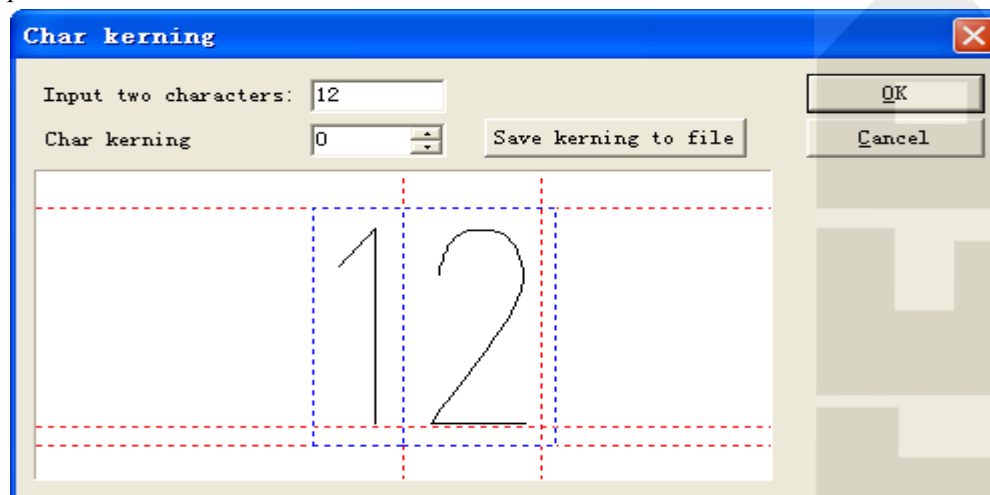 Char kerning
Input two characters: 12 OK
Char kerning 0 Save kerning to file Cancel
12